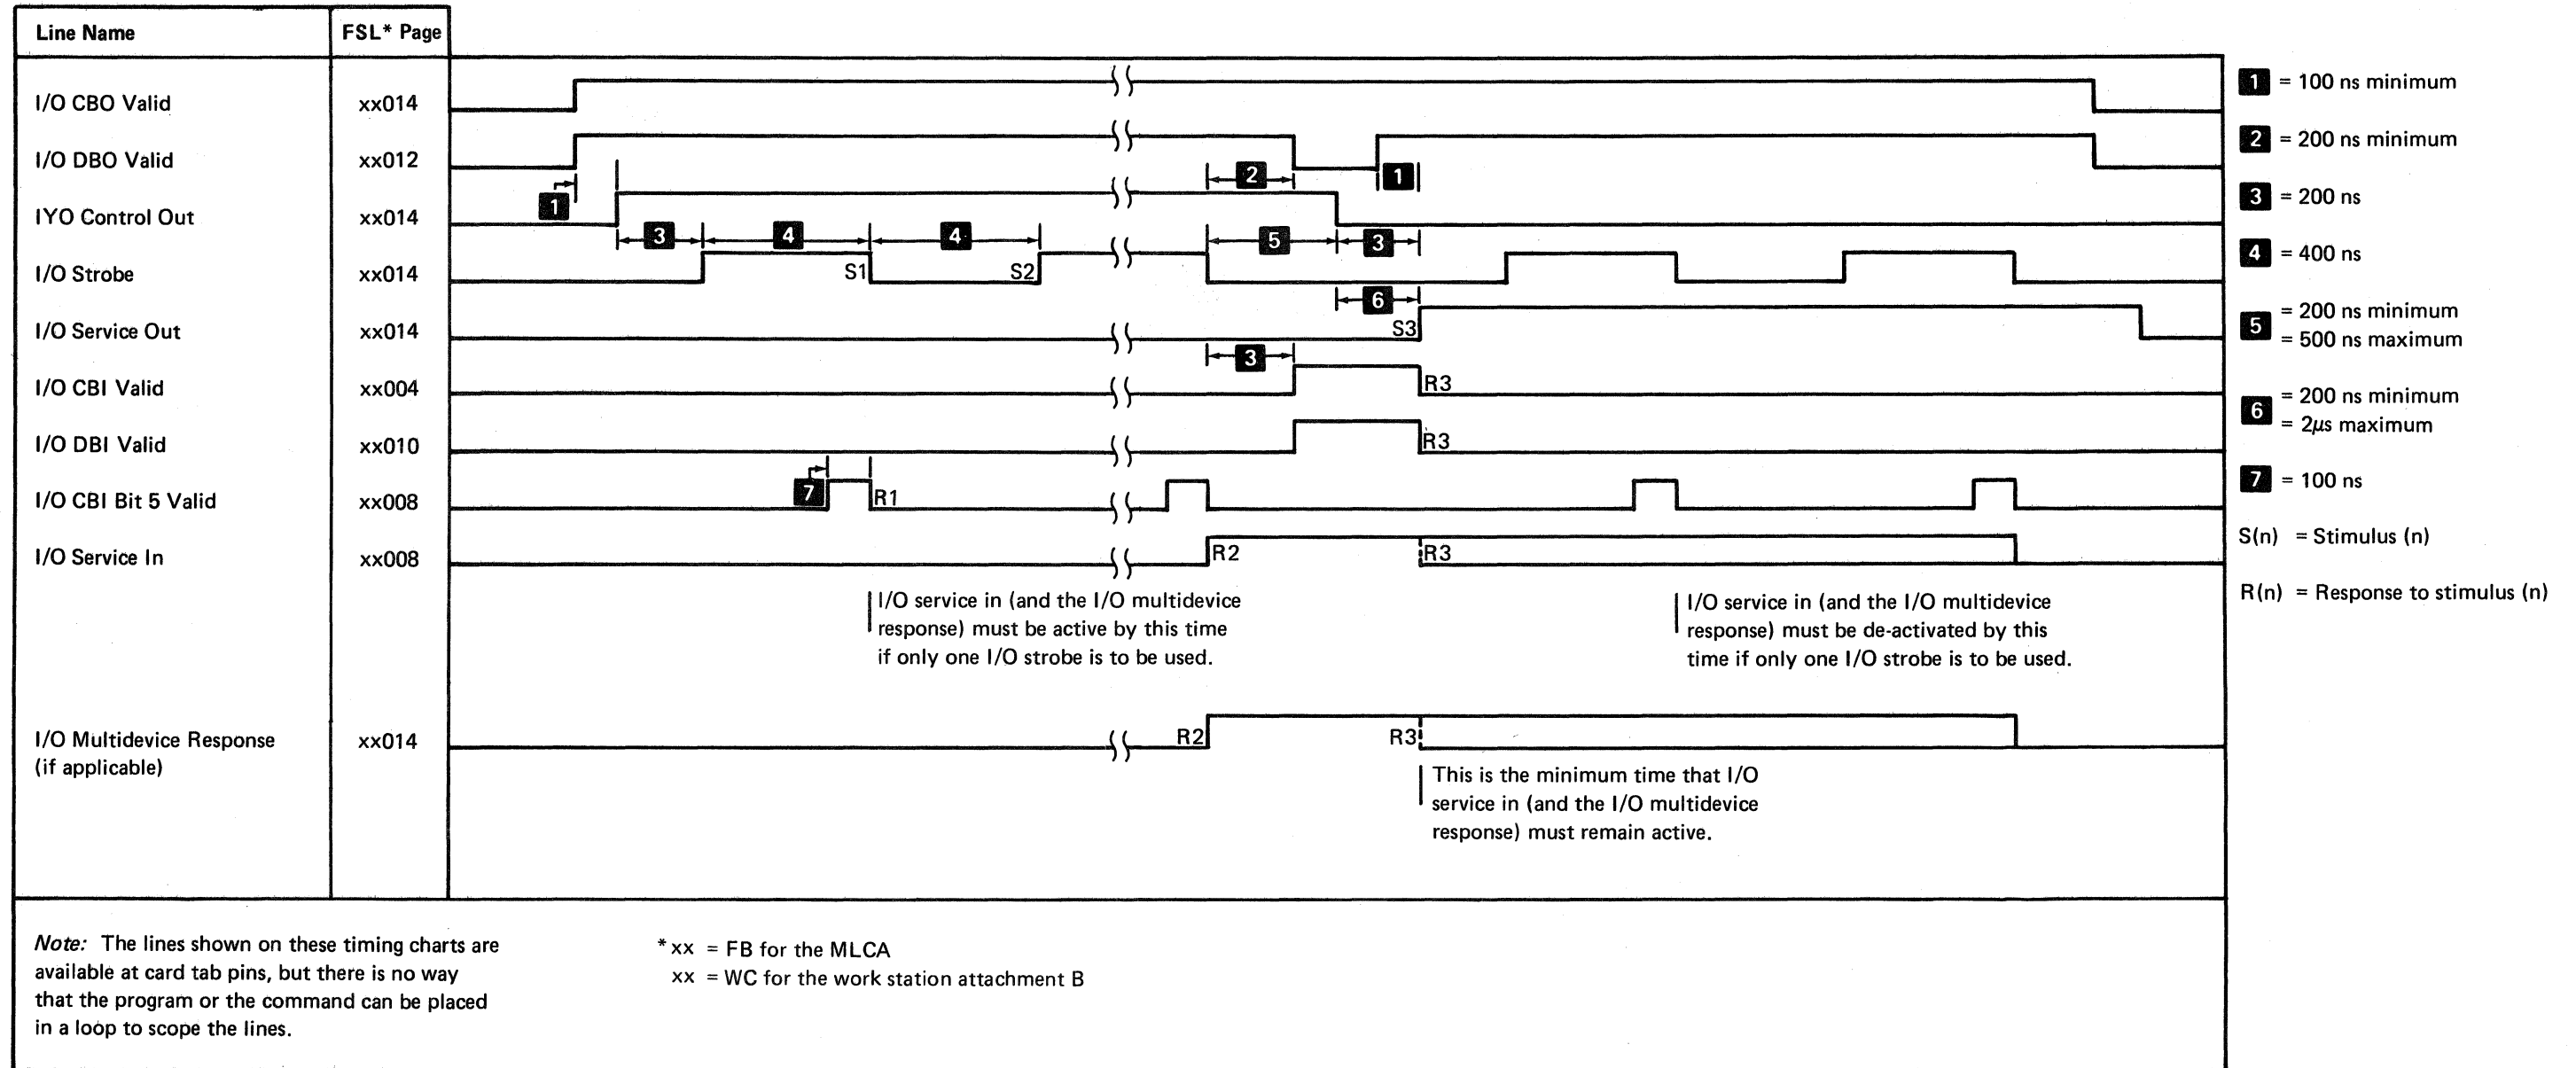 Line Name FSL* Page
I/O CBO Valid xx014
1 = 100 ns minimum
I/O DBO Valid xx012
2 = 200 ns minimum
2 1
1
IYO Control Out xx014
3 = 200 ns
3 4 4 5 3
I/O Strobe xx014 S1 S2
4 = 400 ns
6
I/O Service Out xx014 S3
5 = 200 ns minimum
= 500 ns maximum
3
I/O CBI Valid xx004 R3
6 = 200 ns minimum
= 2μs maximum
I/O DBI Valid xx010 R3
7
I/O CBI Bit 5 Valid xx008 R1
7 = 100 ns
I/O Service In xx008 R2 R3
S(n) = Stimulus (n)
R(n) = Response to stimulus (n)
I/O service in (and the I/O multidevice
response) must be active by this time
if only one I/O strobe is to be used.
I/O service in (and the I/O multidevice
response) must be de-activated by this
time if only one I/O strobe is to be used.
I/O Multidevice Response xx014 R2 R3
(if applicable)
This is the minimum time that I/O
service in (and the I/O multidevice
response) must remain active.
Note: The lines shown on these timing charts are
available at card tab pins, but there is no way
that the program or the command can be placed
in a loop to scope the lines.
*xx = FB for the MLCA
xx = WC for the work station attachment B